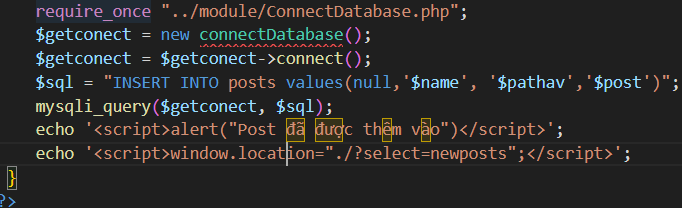 require_once "../module/ConnectDatabase.php";
$getconect = new connectDatabase();
$getconect = $getconect->connect();
$sql = "INSERT INTO posts values(null,'$name', '$pathav','$post')";
mysqli_query($getconect, $sql);
echo '<script>alert("Post đã được thêm vào")</script>';
echo '<script>window.location="./?select=newposts";</script>';
}
?>